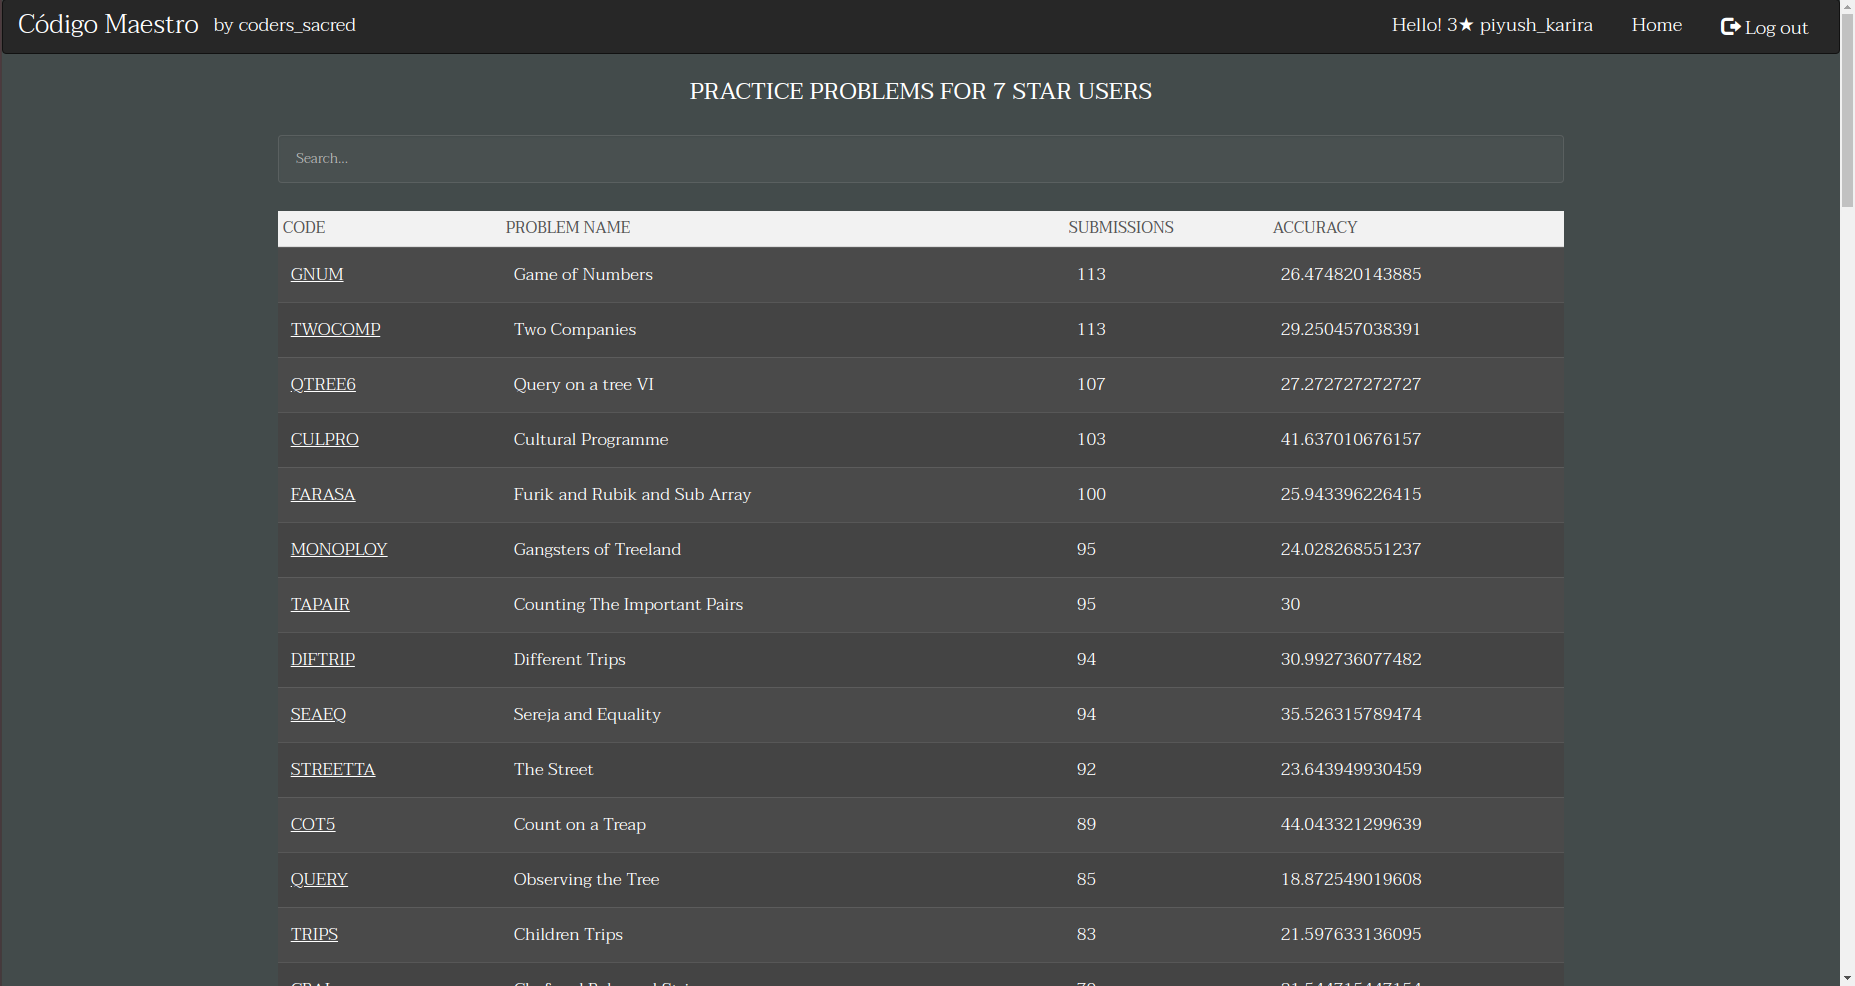 Código Maestro by coders_sacred Hello! 3★ piyush_karira Home Log out
PRACTICE PROBLEMS FOR 7 STAR USERS
Search...
CODE PROBLEM NAME SUBMISSIONS ACCURACY
GNUM Game of Numbers 113 26.474820143885
TWOCOMP Two Companies 113 29.250457038391
QTREE6 Query on a tree VI 107 27.272727272727
CULPRO Cultural Programme 103 41.637010676157
FARASA Furik and Rubik and Sub Array 100 25.943396226415
MONOPLOY Gangsters of Treeland 95 24.028268551237
TAPAIR Counting The Important Pairs 95 30
DIFTRIP Different Trips 94 30.992736077482
SEAEQ Sereja and Equality 94 35.526315789474
STREETTA The Street 92 23.643949930459
COT5 Count on a Treap 89 44.043321299639
QUERY Observing the Tree 85 18.872549019608
TRIPS Children Trips 83 21.597633136095